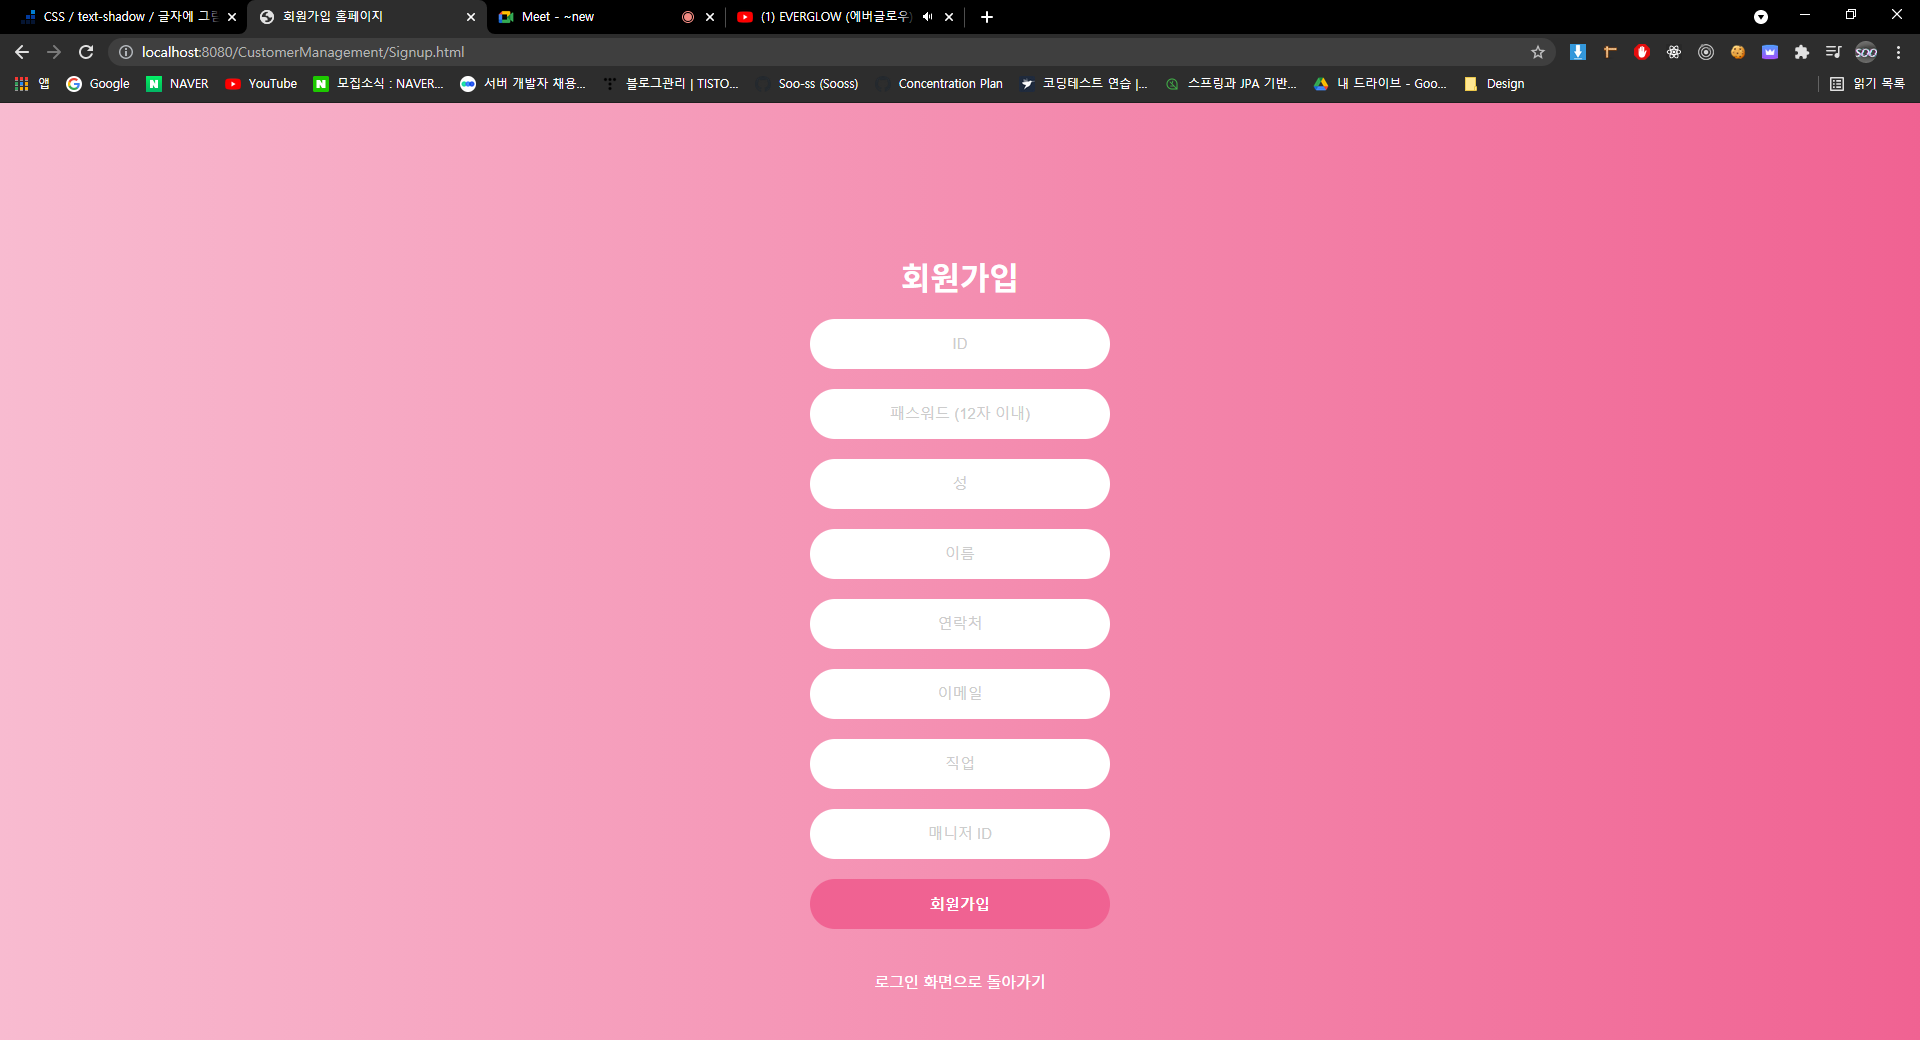 CSS / text-shadow / 글자에 그림
회원가입 홈페이지
Meet - ~new
(1) EVERGLOW (에버글로우)
localhost:8080/CustomerManagement/Signup.html
앱
Google
NAVER
YouTube
모집소식 : NAVER...
서버 개발자 채용...
블로그관리 | TISTO...
Soo-ss (Sooss)
Concentration Plan
코딩테스트 연습 |...
스프링과 JPA 기반...
내 드라이브 - Goo...
Design
읽기 목록
회원가입
ID
패스워드 (12자 이내)
성
이름
연락처
이메일
직업
매니저 ID
회원가입
로그인 화면으로 돌아가기